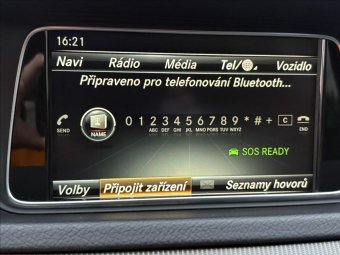 16:21
Navi Rádio Média Tel/ Vozidlo
Připraveno pro telefonování Bluetooth...
SEND NAME 0 1 2 3 4 5 6 7 8 9 * # + C END
ABC DEF GHI JKL MNO PQRS TUV WXYZ
SOS READY
Volby Připojit zařízení Seznamy hovorů